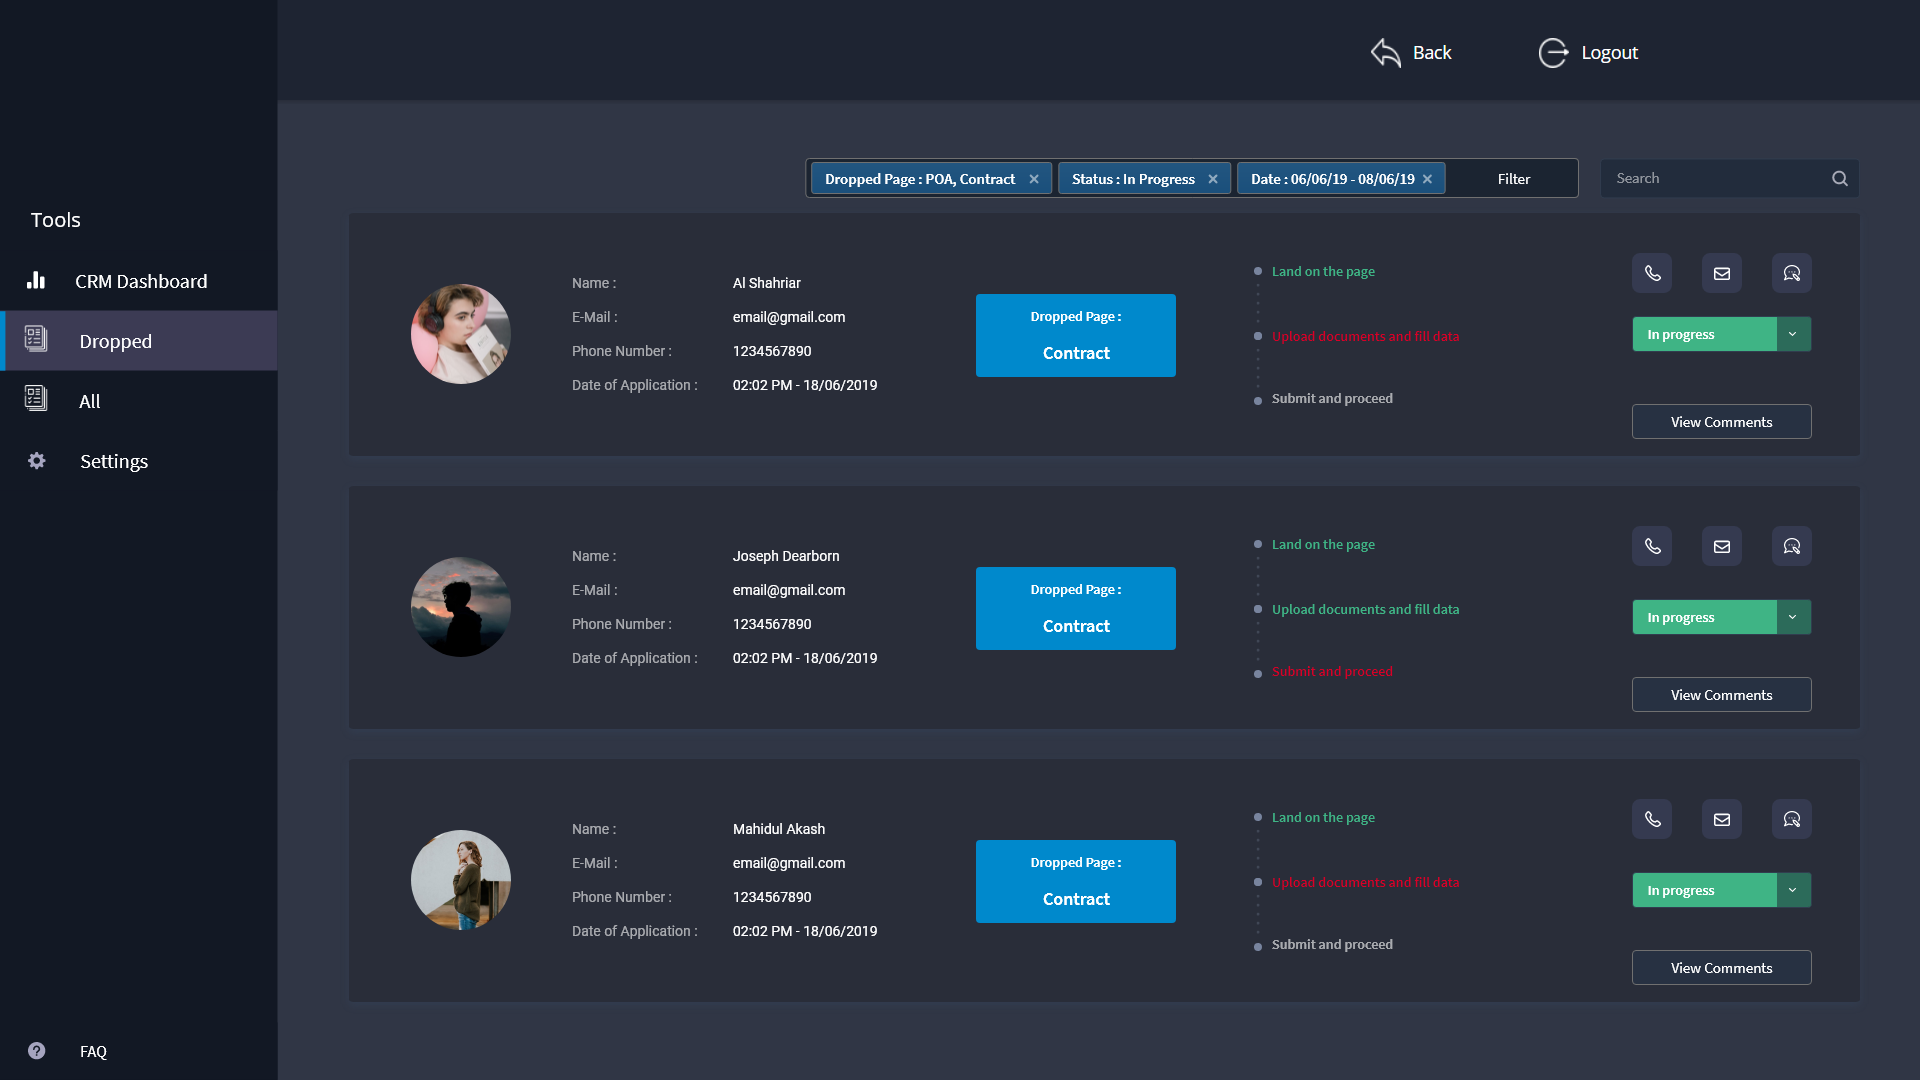 Back
Logout
Tools
CRM Dashboard
Dropped
All
Settings
FAQ
Dropped Page : POA, Contract
Status : In Progress
Date : 06/06/19 - 08/06/19
Filter
Search
Name : Al Shahriar
E-Mail : email@gmail.com
Phone Number : 1234567890
Date of Application : 02:02 PM - 18/06/2019
Dropped Page :
Contract
Land on the page
Upload documents and fill data
Submit and proceed
In progress
View Comments
Name : Joseph Dearborn
E-Mail : email@gmail.com
Phone Number : 1234567890
Date of Application : 02:02 PM - 18/06/2019
Dropped Page :
Contract
Land on the page
Upload documents and fill data
Submit and proceed
In progress
View Comments
Name : Mahidul Akash
E-Mail : email@gmail.com
Phone Number : 1234567890
Date of Application : 02:02 PM - 18/06/2019
Dropped Page :
Contract
Land on the page
Upload documents and fill data
Submit and proceed
In progress
View Comments